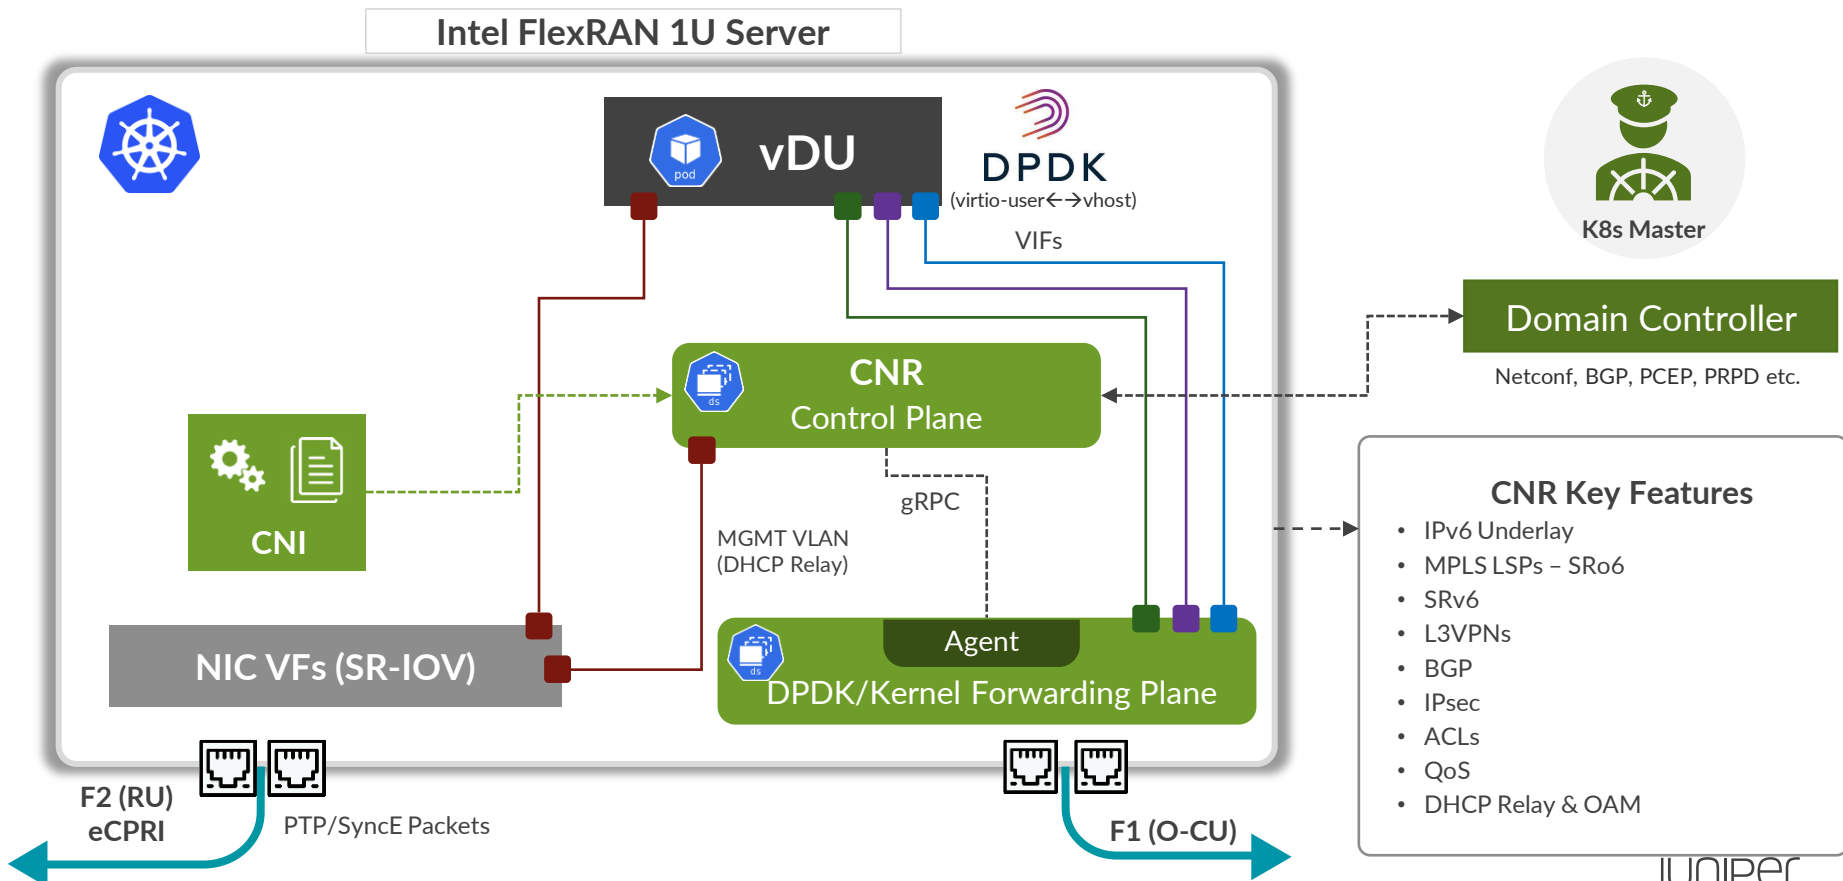 Intel FlexRAN 1U Server
pod
vDU
DPDK
(virtio-user←→vhost)
VIFs
K8s Master
Domain Controller
Netconf, BGP, PCEP, PRPD etc.
ds
CNR
Control Plane
CNI
gRPC
MGMT VLAN
(DHCP Relay)
NIC VFs (SR-IOV)
Agent
ds
DPDK/Kernel Forwarding Plane
F2 (RU)
eCPRI
PTP/SyncE Packets
F1 (O-CU)
CNR Key Features
• IPv6 Underlay
• MPLS LSPs – SRo6
• SRv6
• L3VPNs
• BGP
• IPsec
• ACLs
• QoS
• DHCP Relay & OAM
JUNIPER